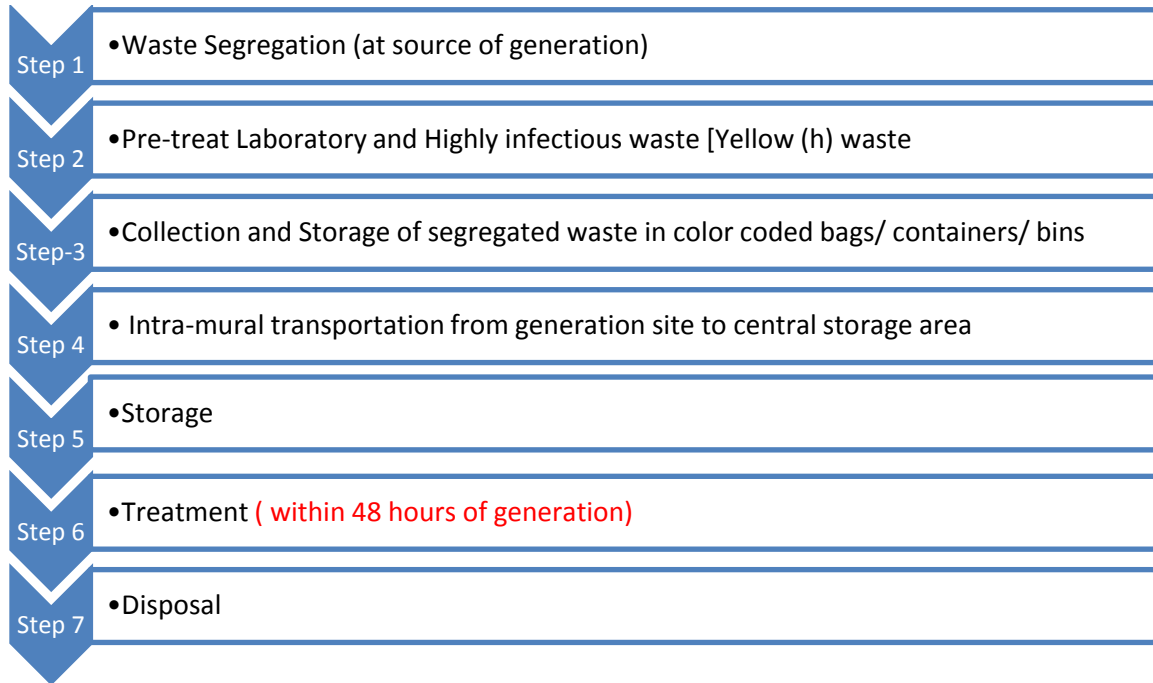 Step 1
•Waste Segregation (at source of generation)
Step 2
•Pre-treat Laboratory and Highly infectious waste [Yellow (h) waste
Step-3
•Collection and Storage of segregated waste in color coded bags/ containers/ bins
Step 4
• Intra-mural transportation from generation site to central storage area
Step 5
•Storage
Step 6
•Treatment ( within 48 hours of generation)
Step 7
•Disposal